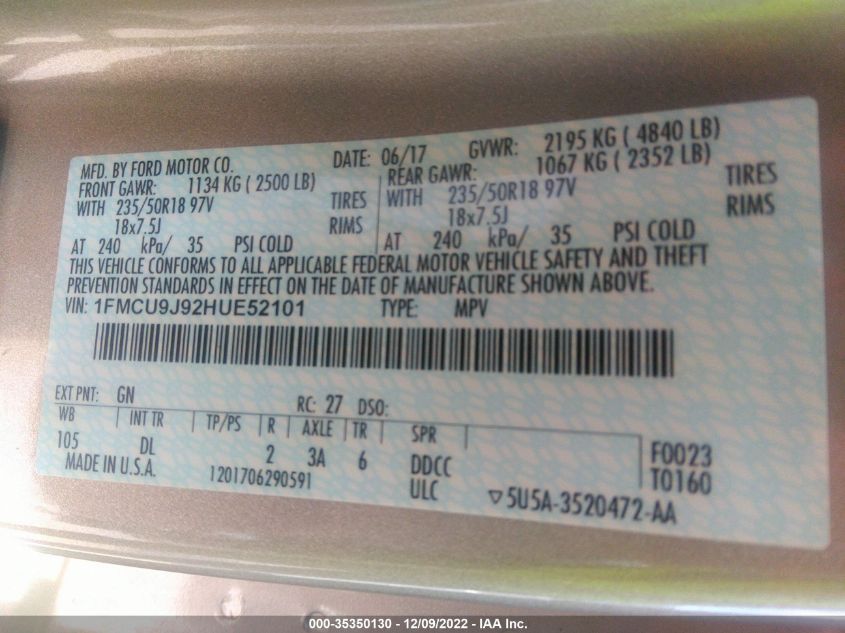 MFD. BY FORD MOTOR CO. DATE: 06/17 GVWR: 2195 KG ( 4840 LB)
FRONT GAWR: 1134 KG ( 2500 LB) REAR GAWR: 1067 KG ( 2352 LB)
WITH 235/50R18 97V TIRES WITH 235/50R18 97V TIRES
18x7.5J RIMS 18x7.5J RIMS
AT 240 kPa/ 35 PSI COLD AT 240 kPa/ 35 PSI COLD
THIS VEHICLE CONFORMS TO ALL APPLICABLE FEDERAL MOTOR VEHICLE SAFETY AND THEFT
PREVENTION STANDARDS IN EFFECT ON THE DATE OF MANUFACTURE SHOWN ABOVE.
VIN: 1FMCU9J92HUE52101 TYPE: MPV
EXT PNT: GN RC: 27 DSO:
WB INT TR TP/PS R AXLE TR SPR
105 DL 2 3A 6 DDCC F0023
MADE IN U.S.A. 1201706290591 ULC T0160
▽5U5A-3520472-AA
000-35350130 - 12/09/2022 - IAA Inc.